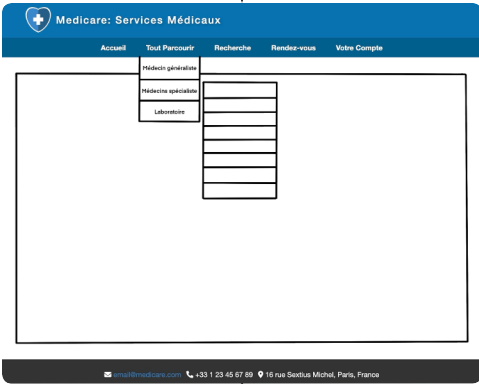 Medicare: Services Médicaux
Accueil Tout Parcourir Recherche Rendez-vous Votre Compte
Médecin généraliste
Médecins spécialiste
Laboratoire
email@medicare.com +33 1 23 45 67 89 16 rue Sextius Michel, Paris, France